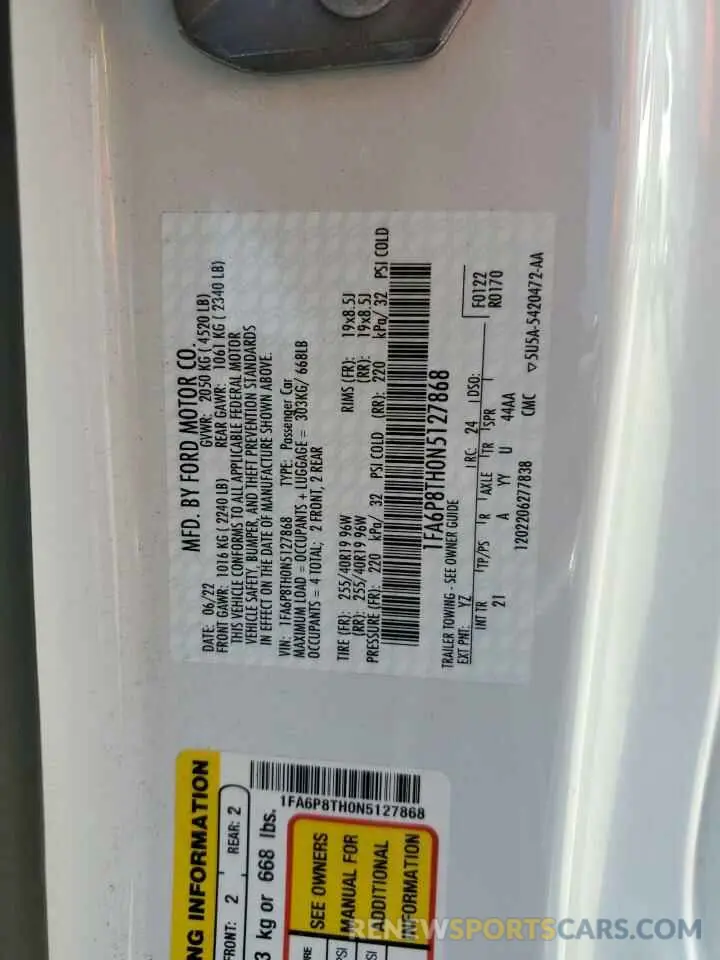 MFD. BY FORD MOTOR CO.
DATE: 06/22 GVWR: 2050 KG ( 4520 LB)
FRONT GAWR: 1016 KG ( 2240 LB) REAR GAWR: 1061 KG ( 2340 LB)
THIS VEHICLE CONFORMS TO ALL APPLICABLE FEDERAL MOTOR
VEHICLE SAFETY, BUMPER, AND THEFT PREVENTION STANDARDS
IN EFFECT ON THE DATE OF MANUFACTURE SHOWN ABOVE.
VIN: 1FA6P8TH0N5127868 TYPE: Passenger Car
MAXIMUM LOAD = OCCUPANTS + LUGGAGE = 303KG/ 668LB
OCCUPANTS = 4 TOTAL; 2 FRONT, 2 REAR
TIRE (FR): 255/40R19 96W RIMS (FR): 19x8.5J
(RR): 255/40R19 96W (RR): 19x8.5J
PRESSURE (FR): 220 kPa/ 32 PSI COLD (RR): 220 kPa/ 32 PSI COLD
1FA6P8TH0N5127868
TRAILER TOWING - SEE OWNER GUIDE
EXT PNT: YZ RC: 24 DSO: F0122
INT TR TP/PS R AXLE TR SPR R0170
21 A YY U 44AA
1202206277838 CMC ▽5U5A-5420472-AA
NG INFORMATION
FRONT: 2 REAR: 2
3 kg or 668 lbs.
1FA6P8TH0N5127868
SEE OWNERS
MANUAL FOR
ADDITIONAL
INFORMATION
RE
PSI
PSI
RENEWSPORTSCARS.COM